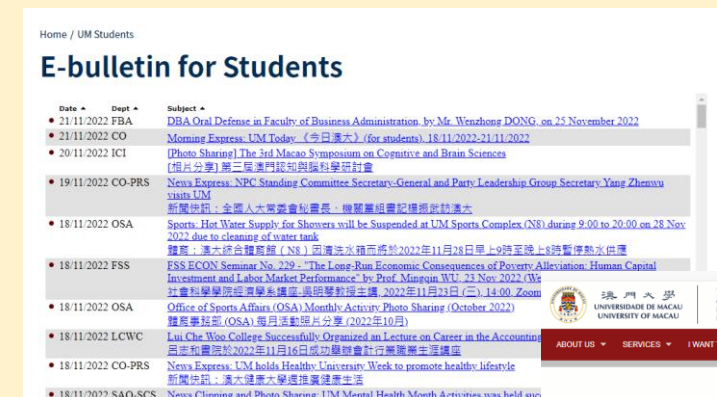 Home / UM Students
E-bulletin for Students
Date ▲ Dept ▲ Subject ▲
• 21/11/2022 FBA DBA Oral Defense in Faculty of Business Administration, by Mr. Wenzhong DONG, on 25 November 2022
• 21/11/2022 CO Morning Express: UM Today 《今日澳大》(for students), 18/11/2022-21/11/2022
• 20/11/2022 ICI [Photo Sharing] The 3rd Macao Symposium on Cognitive and Brain Sciences
[相片分享] 第三屆澳門認知與腦科學研討會
• 19/11/2022 CO-PRS News Express: NPC Standing Committee Secretary-General and Party Leadership Group Secretary Yang Zhenwu
visits UM
新聞快訊：全國人大常委會秘書長、機關黨組書記楊振武訪澳大
• 18/11/2022 OSA Sports: Hot Water Supply for Showers will be Suspended at UM Sports Complex (N8) during 9:00 to 20:00 on 28 Nov
2022 due to cleaning of water tank
體育：澳大綜合體育館（N8）因清洗水箱而將於2022年11月28日早上9時至晚上8時暫停熱水供應
• 18/11/2022 FSS FSS ECON Seminar No. 229 - "The Long-Run Economic Consequences of Poverty Alleviation: Human Capital
Investment and Labor Market Performance" by Prof. Mingqin WU, 23 Nov 2022 (We
社會科學學院經濟學系講座-吳明琴教授主講, 2022年11月23日 (三), 14:00, Zoom
• 18/11/2022 OSA Office of Sports Affairs (OSA) Monthly Activity Photo Sharing (October 2022)
體育事務部 (OSA) 每月活動照片分享 (2022年10月)
• 18/11/2022 LCWC Lui Che Woo College Successfully Organized an Lecture on Career in the Accounting
呂志和書院於2022年11月16日成功舉辦會計行業職業生涯講座
• 18/11/2022 CO-PRS News Express: UM holds Healthy University Week to promote healthy lifestyle
新聞快訊：澳大健康大學週推廣健康生活
• 18/11/2022 SAO-SCS News Clipping and Photo Sharing: UM Mental Health Month Activities was held suc
澳門大學
UNIVERSIDADE DE MACAU
UNIVERSITY OF MACAU
ABOUT US SERVICES I WANT